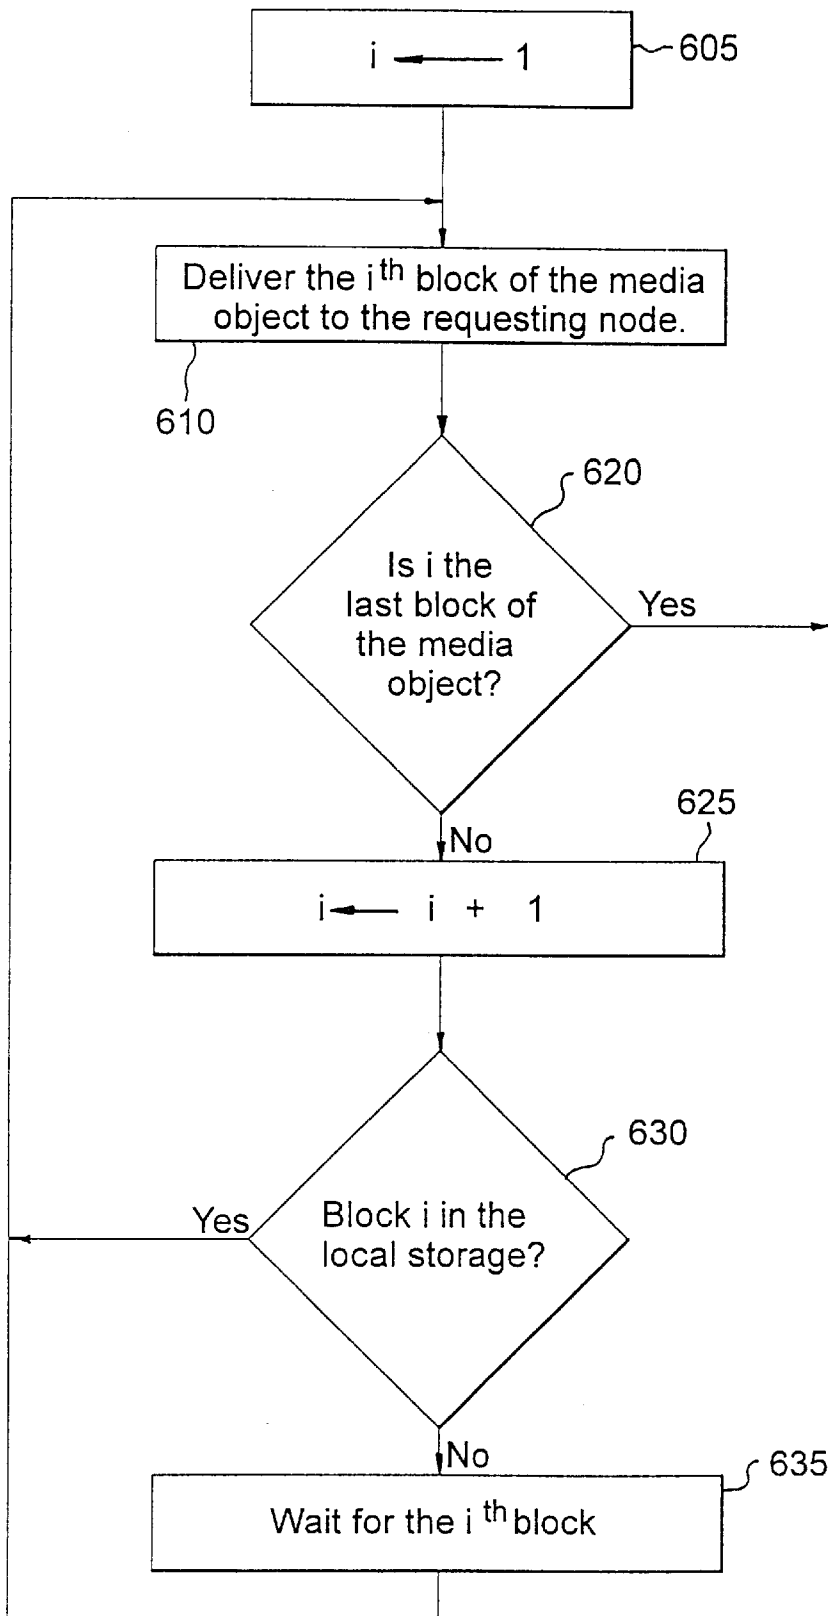 i ← 1
605
Deliver the i th block of the media
object to the requesting node.
610
620
Is i the
last block of
the media
object?
Yes
625
No
i ← i + 1
630
Yes
Block i in the
local storage?
No
635
Wait for the i th block